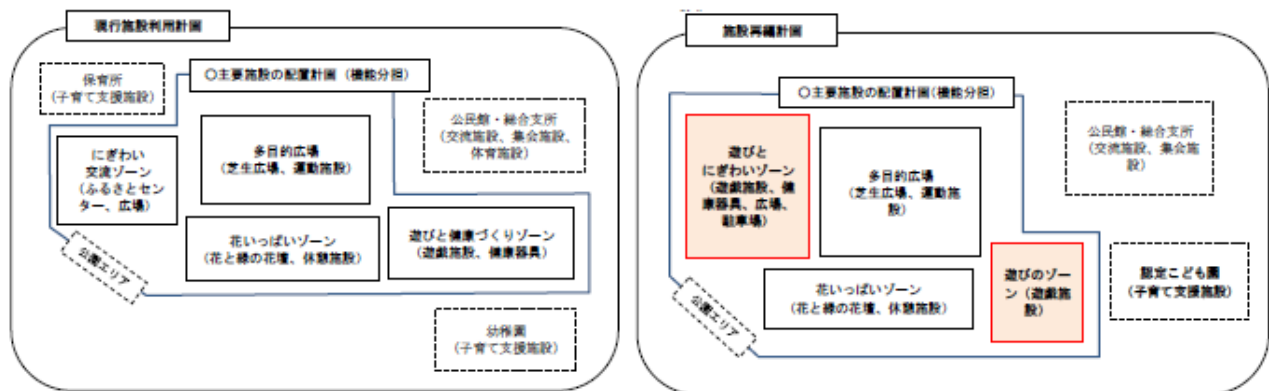 現行施設利用計画
○主要施設の配置計画（機能分担）
保育所
（子育て支援施設）
公民館・総合支所
（交流施設、集会施設、
体育施設）
にぎわい
交流ゾーン
（ふるさとセン
ター、広場）
多目的広場
（芝生広場、運動施設）
花いっぱいゾーン
（花と緑の花壇、休憩施設）
遊びと健康づくりゾーン
（遊戯施設、健康器具）
公園エリア
幼稚園
（子育て支援施設）
施設再編計画
○主要施設の配置計画（機能分担）
公民館・総合支所
（交流施設、集会施
設）
遊びと
にぎわいゾーン
（遊戯施設、健
康器具、広場、
駐車場）
多目的広場
（芝生広場、運動施
設）
花いっぱいゾーン
（花と緑の花壇、休憩施設）
遊びのゾー
ン（遊戯施
設）
認定こども園
（子育て支援施設）
公園エリア